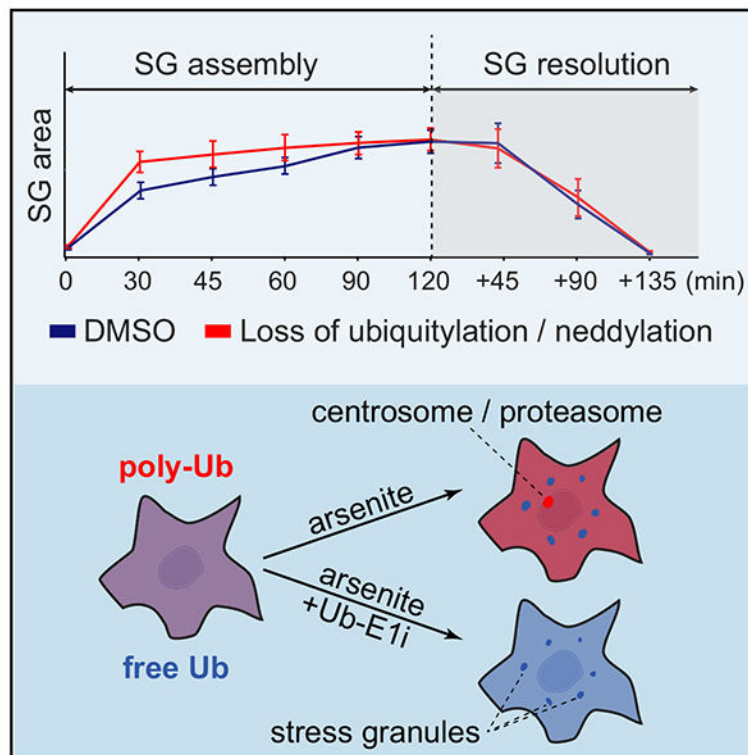 SG assembly
SG resolution
SG area
0 30 45 60 90 120 +45 +90 +135 (min)
DMSO
Loss of ubiquitylation / neddylation
centrosome / proteasome
poly-Ub
arsenite
arsenite
+Ub-E1i
free Ub
stress granules